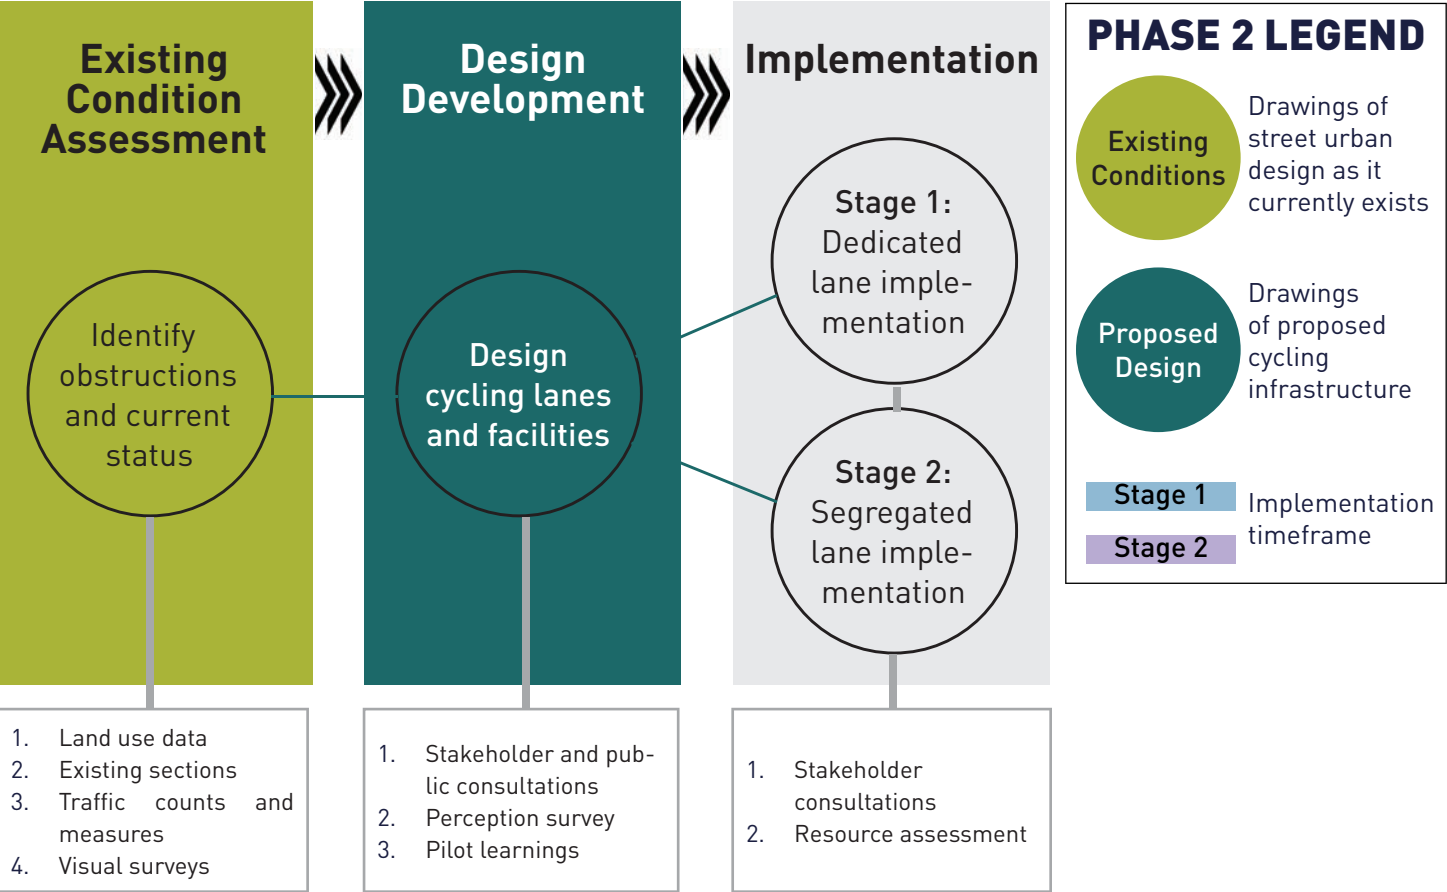 Existing
Condition
Assessment
Identify
obstructions
and current
status
1. Land use data
2. Existing sections
3. Traffic counts and
measures
4. Visual surveys
Design
Development
Design
cycling lanes
and facilities
1. Stakeholder and pub-
lic consultations
2. Perception survey
3. Pilot learnings
Implementation
Stage 1:
Dedicated
lane imple-
mentation
Stage 2:
Segregated
lane imple-
mentation
1. Stakeholder
consultations
2. Resource assessment
PHASE 2 LEGEND
Existing
Conditions
Drawings of
street urban
design as it
currently exists
Proposed
Design
Drawings
of proposed
cycling
infrastructure
Stage 1
Stage 2
Implementation
timeframe